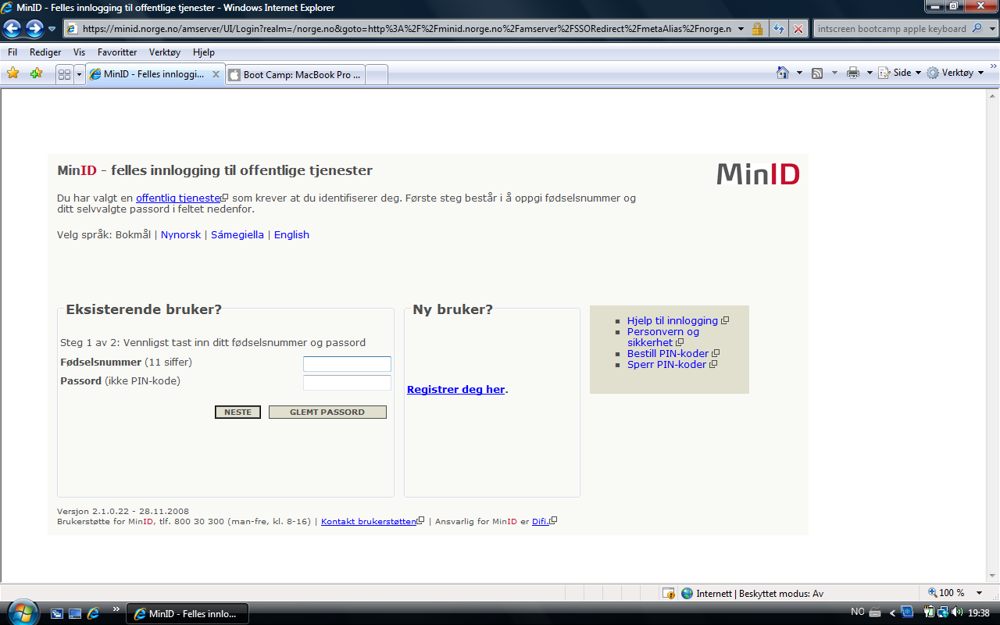 MinID - Felles innlogging til offentlige tjenester - Windows Internet Explorer
https://minid.norge.no/amserver/UI/Login?realm=/norge.no&goto=http%3A%2F%2Fminid.norge.no%2Famserver%2FSSORedirect%2FmetaAlias%2Fnorge.n
intscreen bootcamp apple keyboard
Fil Rediger Vis Favoritter Verktøy Hjelp
MinID - Felles innloggi... Boot Camp: MacBook Pro ... Side Verktøy
MinID - felles innlogging til offentlige tjenester
MinID
Du har valgt en offentlig tjeneste som krever at du identifiserer deg. Første steg består i å oppgi fødselsnummer og
ditt selvvalgte passord i feltet nedenfor.
Velg språk: Bokmål | Nynorsk | Sámegiella | English
Eksisterende bruker?
Steg 1 av 2: Vennligst tast inn ditt fødselsnummer og passord
Fødselsnummer (11 siffer)
Passord (ikke PIN-kode)
NESTE GLEMT PASSORD
Ny bruker?
Registrer deg her.
Hjelp til innlogging
Personvern og
sikkerhet
Bestill PIN-koder
Sperr PIN-koder
Versjon 2.1.0.22 - 28.11.2008
Brukerstøtte for MinID, tlf. 800 30 300 (man-fre, kl. 8-16) | Kontakt brukerstøtten | Ansvarlig for MinID er Difi.
Internett | Beskyttet modus: Av 100 %
» MinID - Felles innlo... NO 19:38